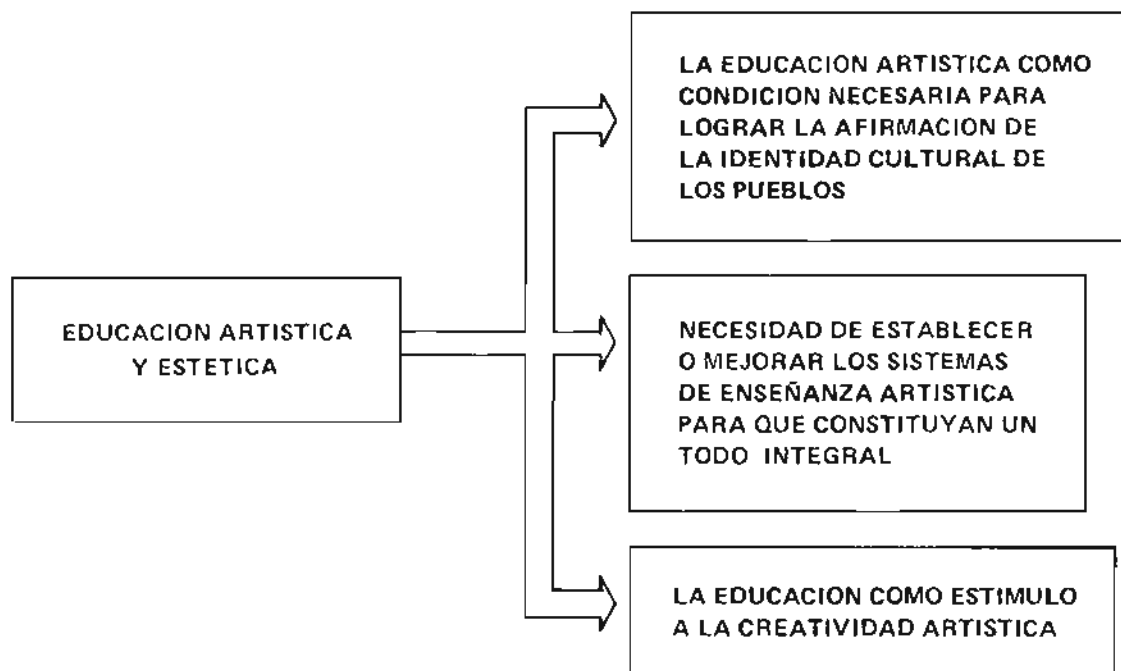 EDUCACION ARTISTICA
Y ESTETICA
LA EDUCACION ARTISTICA COMO
CONDICION NECESARIA PARA
LOGRAR LA AFIRMACION DE
LA IDENTIDAD CULTURAL DE
LOS PUEBLOS
NECESIDAD DE ESTABLECER
O MEJORAR LOS SISTEMAS
DE ENSEÑANZA ARTISTICA
PARA QUE CONSTITUYAN UN
TODO INTEGRAL
LA EDUCACION COMO ESTIMULO
A LA CREATIVIDAD ARTISTICA